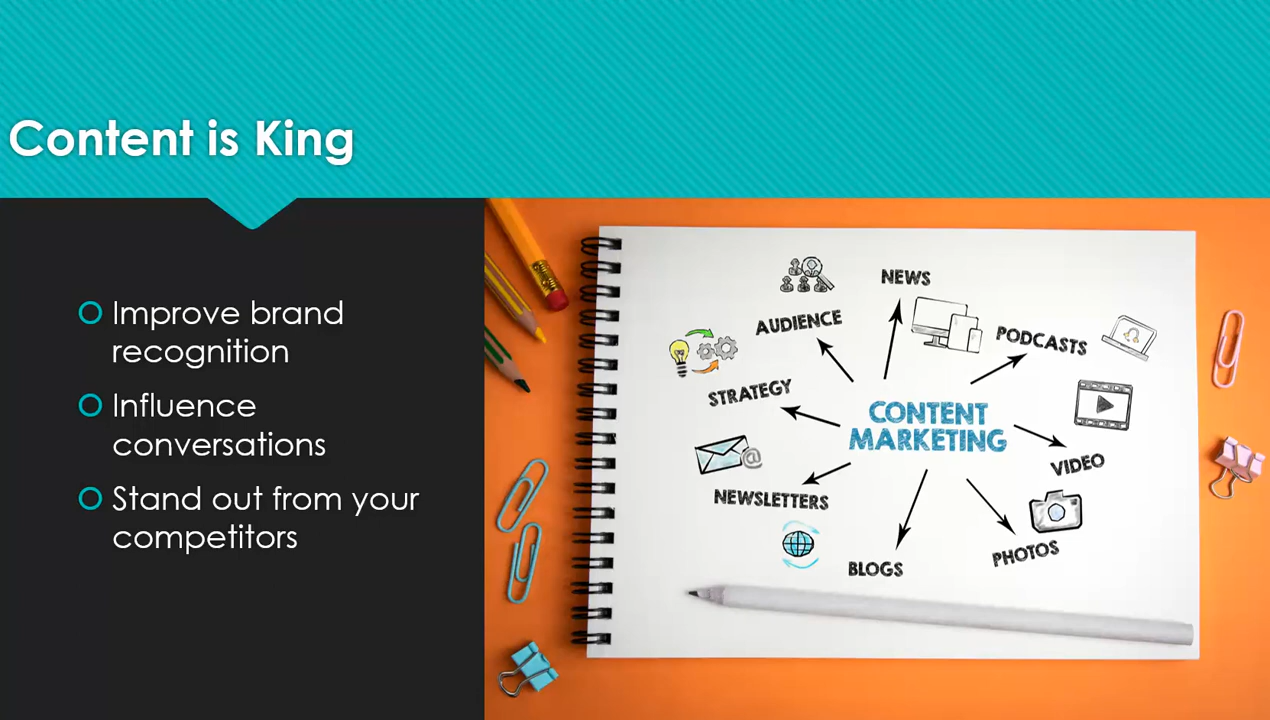 Content is King
Improve brand
recognition
Influence
conversations
Stand out from your
competitors
NEWS
AUDIENCE
PODCASTS
STRATEGY
CONTENT
MARKETING
VIDEO
NEWSLETTERS
PHOTOS
BLOGS
@